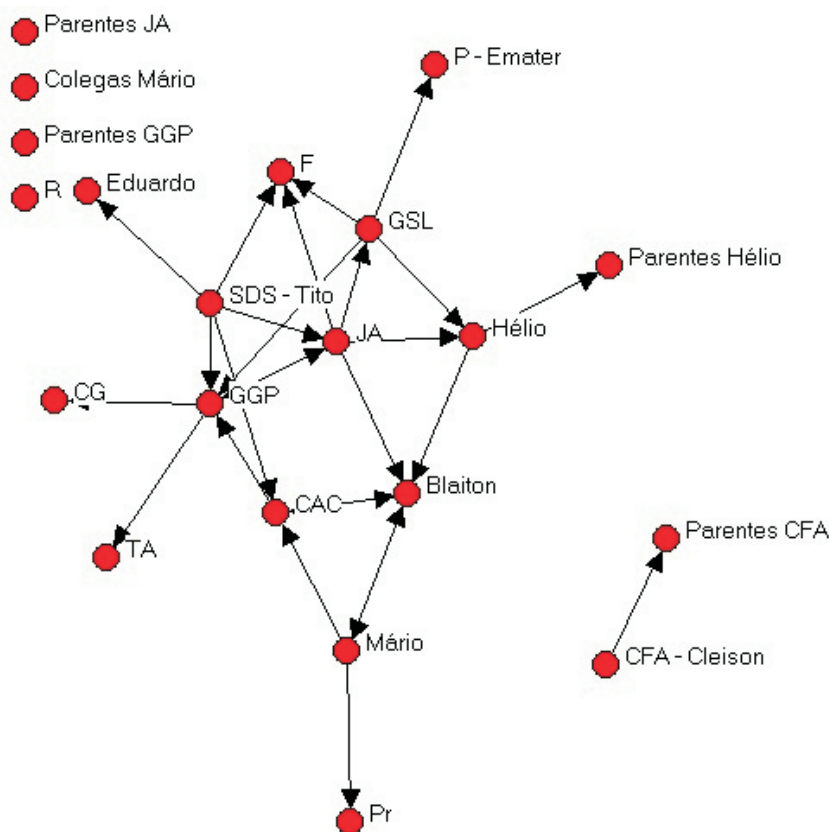 Parentes JA
P - Emater
Colegas Mário
Parentes GGP
F
R
Eduardo
GSL
Parentes Hélio
SDS - Tito
JA
Hélio
CG
GGP
Blaiton
CAC
Parentes CFA
TA
Mário
CFA - Cleison
Pr